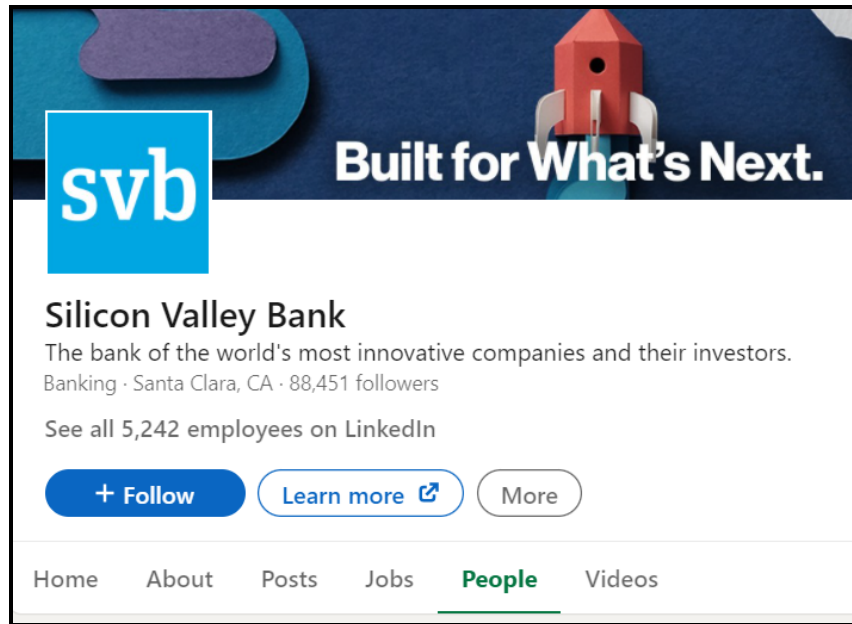 Built for What's Next.
svb
Silicon Valley Bank
The bank of the world's most innovative companies and their investors.
Banking · Santa Clara, CA · 88,451 followers
See all 5,242 employees on LinkedIn
+ Follow Learn more More
Home About Posts Jobs People Videos